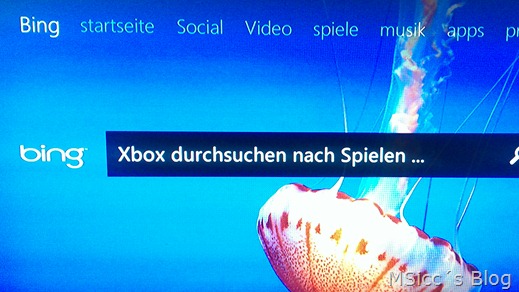 Bing startseite Social Video spiele musik apps pr
bing Xbox durchsuchen nach Spielen ...
MSicc´s Blog